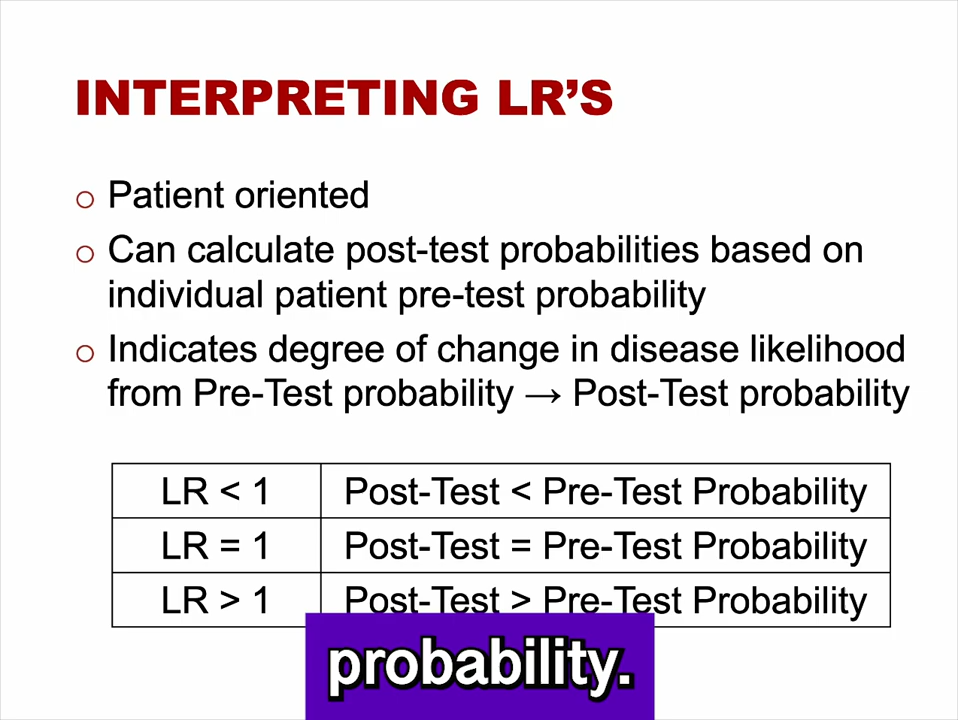 INTERPRETING LR’S
○ Patient oriented
○ Can calculate post-test probabilities based on
individual patient pre-test probability
○ Indicates degree of change in disease likelihood
from Pre-Test probability → Post-Test probability
LR < 1 Post-Test < Pre-Test Probability
LR = 1 Post-Test = Pre-Test Probability
LR > 1 Post-Test > Pre-Test Probability
probability.